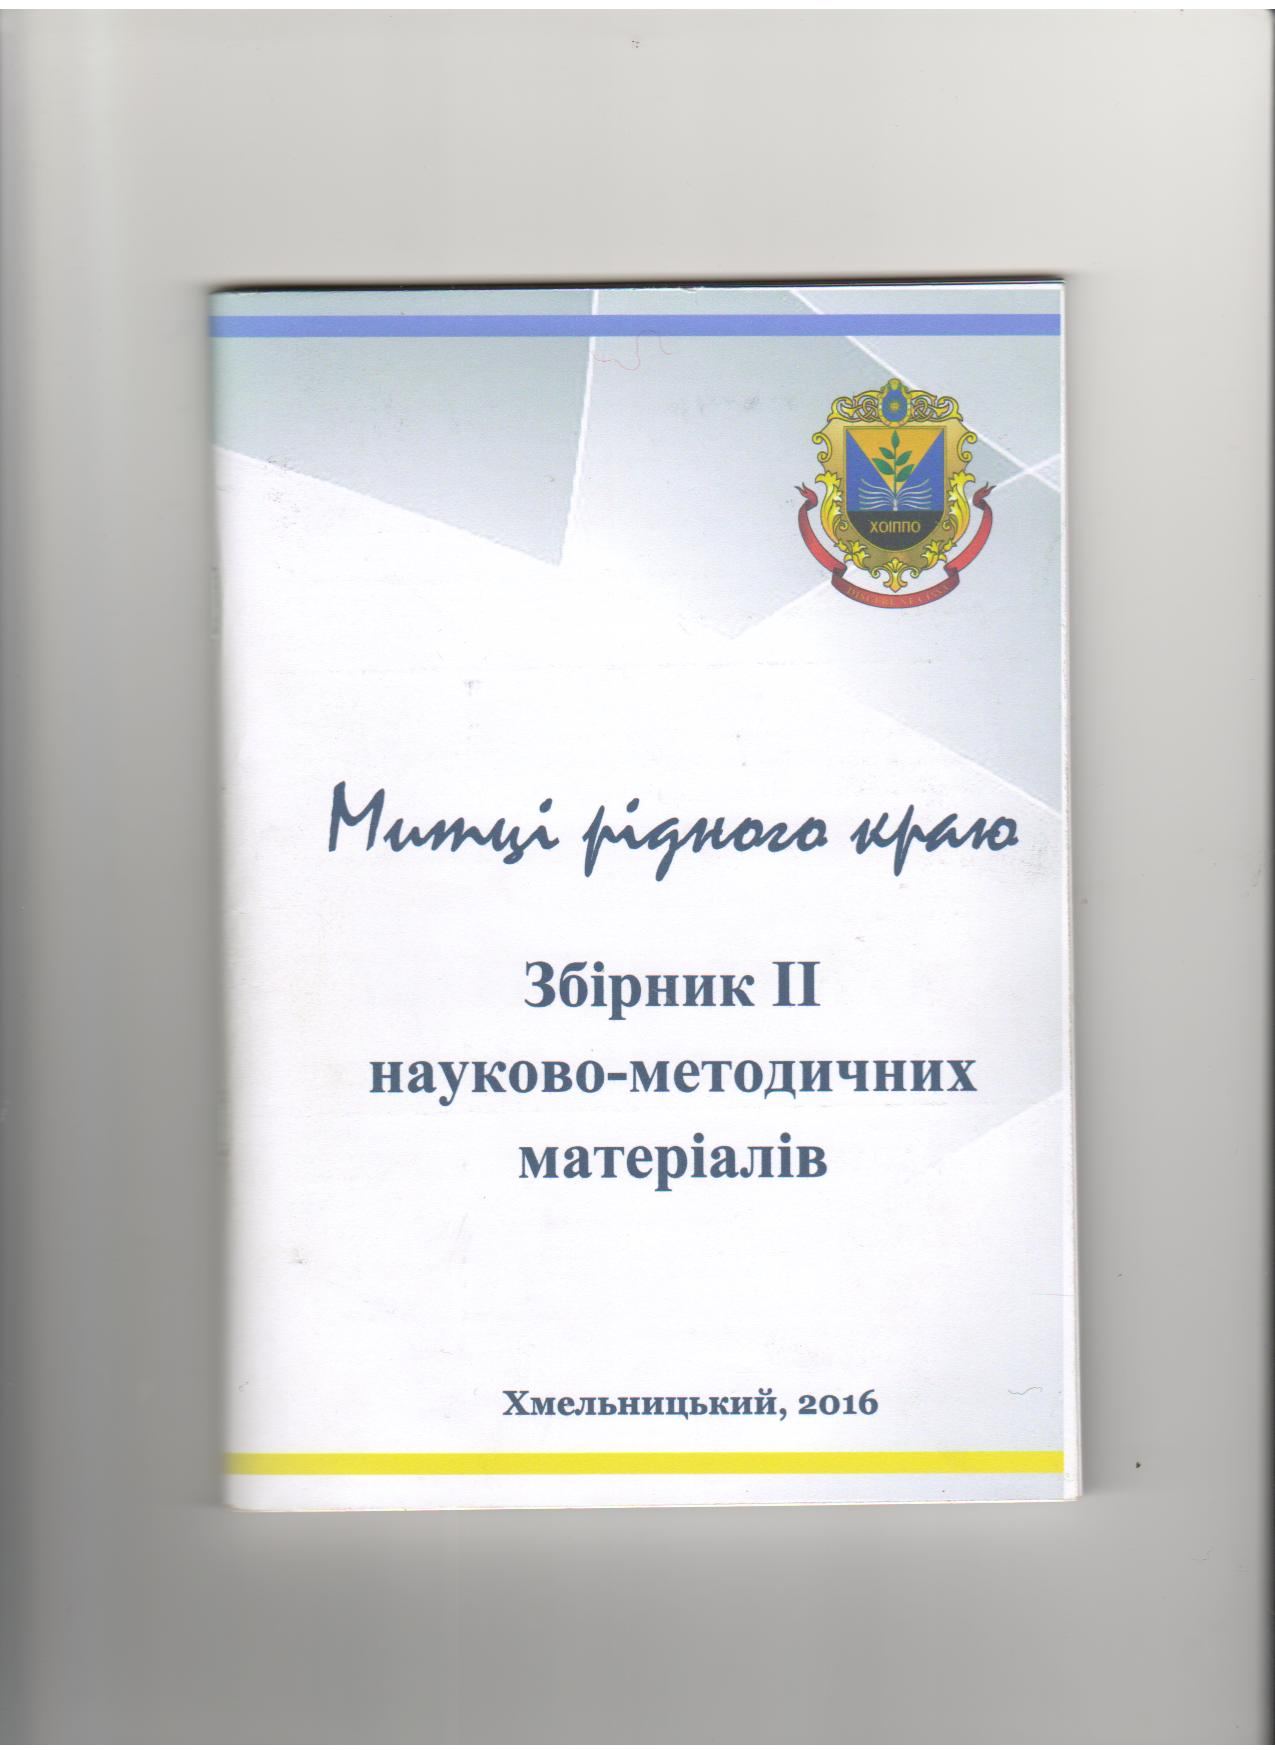 ХОІППО
Митці рідного краю
Збірник ІІ
науково-методичних
матеріалів
Хмельницький, 2016